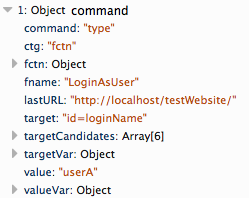 1: Object command
command: "type"
ctg: "fctn"
fctn: Object
fname: "LoginAsUser"
lastURL: "http://localhost/testWebsite/"
target: "id=loginName"
targetCandidates: Array[6]
targetVar: Object
value: "userA"
valueVar: Object